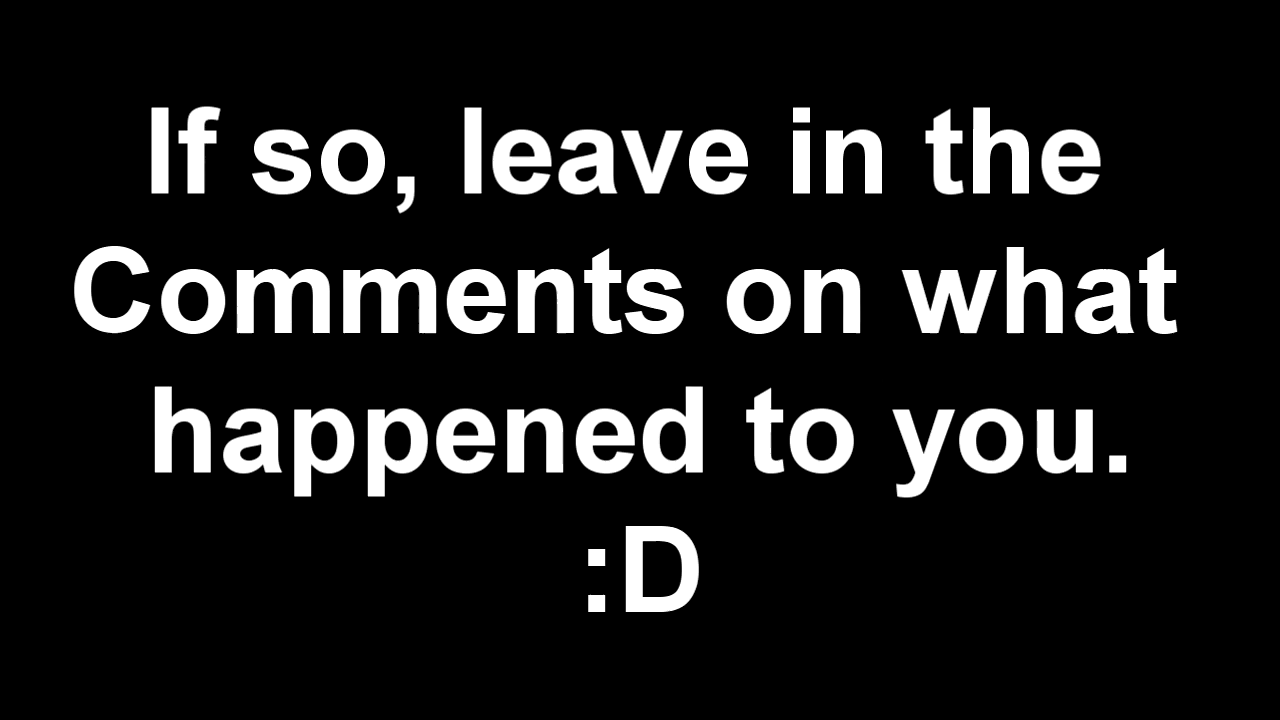 If so, leave in the
Comments on what
happened to you.
:D